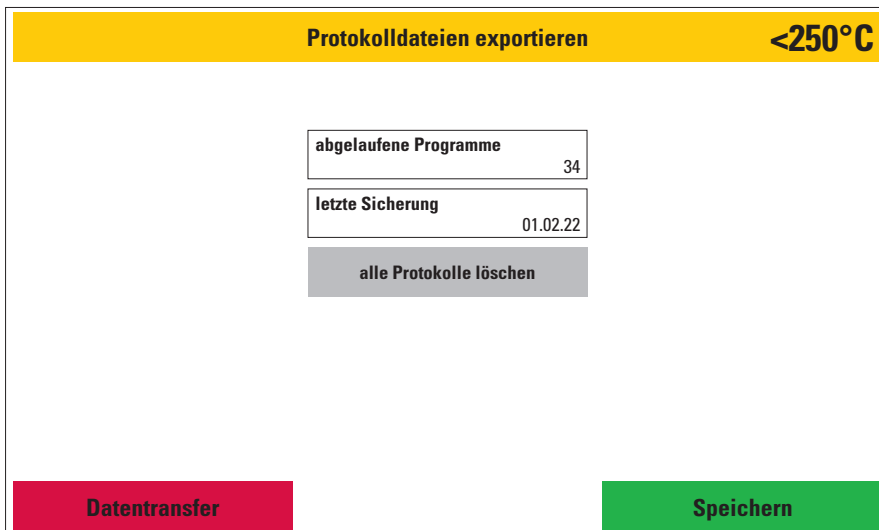 Protokolldateien exportieren
<250°C
abgelaufene Programme
34
letzte Sicherung
01.02.22
alle Protokolle löschen
Datentransfer
Speichern